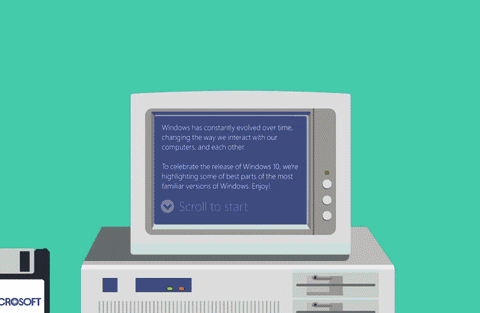 Windows has constantly evolved over time,
changing the way we interact with our
computers, and each other.
To celebrate the release of Windows 10, we're
highlighting some of best parts of the most
familiar versions of Windows. Enjoy!
Scroll to start
CROSOFT